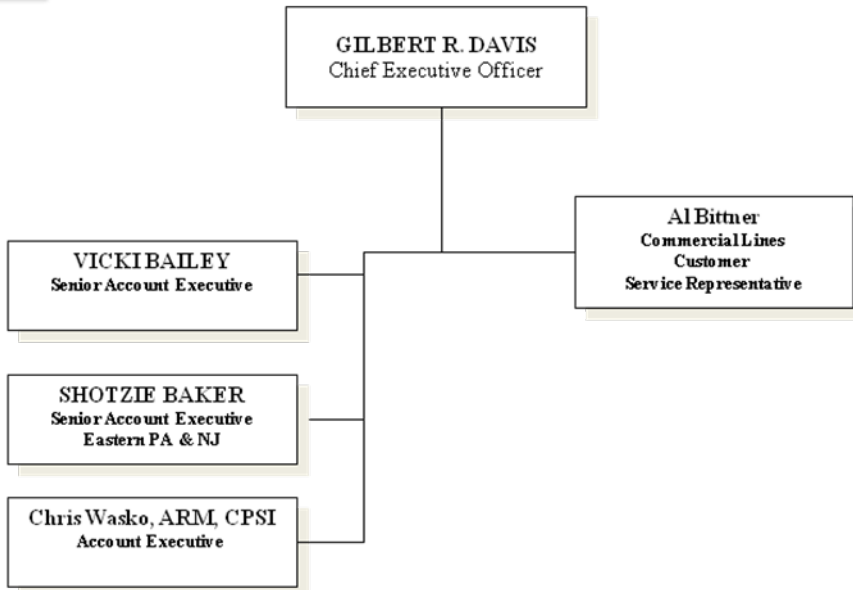 GILBERT R. DAVIS
Chief Executive Officer
Al Bittner
Commercial Lines
Customer
Service Representative
VICKI BAILEY
Senior Account Executive
SHOTZIE BAKER
Senior Account Executive
Eastern PA & NJ
Chris Wasko, ARM, CPSI
Account Executive